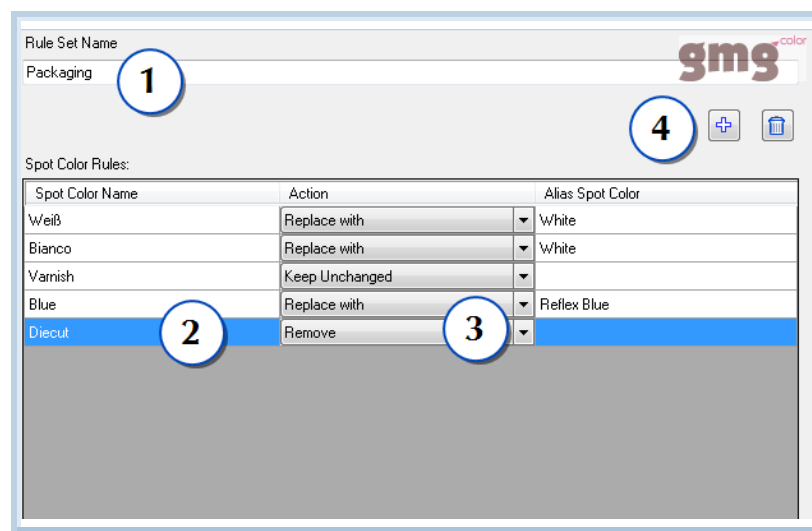 Rule Set Name
gmg color
Packaging
1
4
Spot Color Rules:
Spot Color Name Action Alias Spot Color
Weiß Replace with White
Bianco Replace with White
Varnish Keep Unchanged
Blue Replace with Reflex Blue
Diecut 2 Remove 3